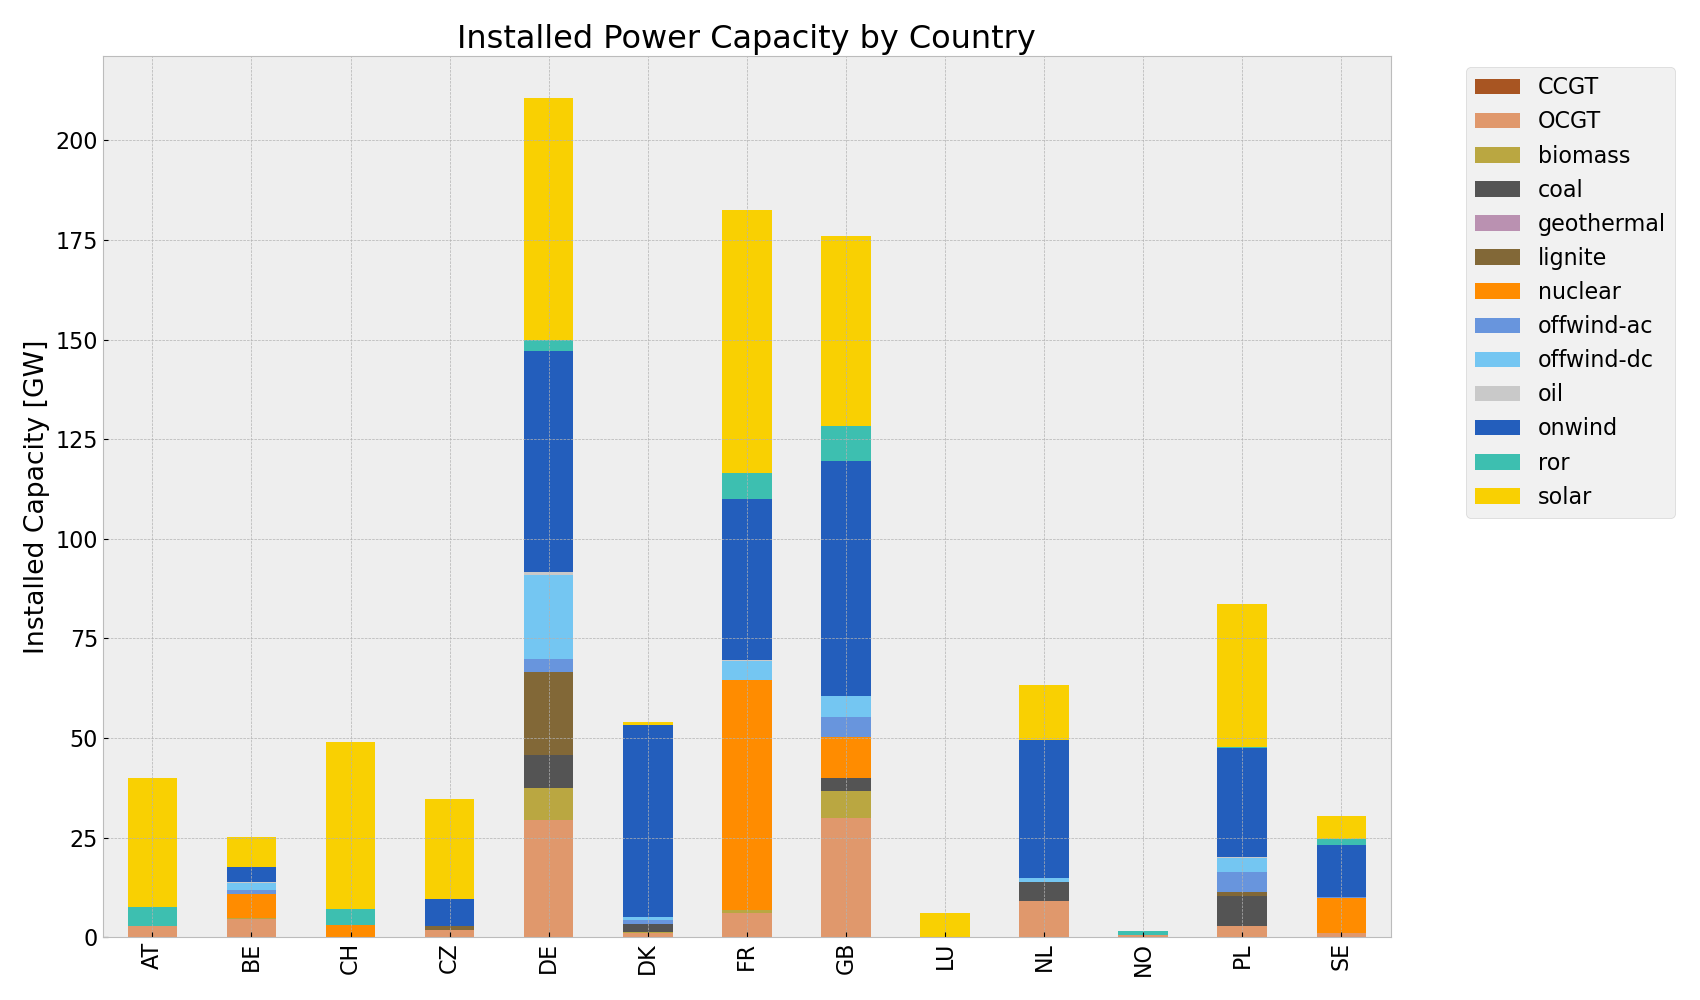 Installed Power Capacity by Country
Installed Capacity [GW]
200
175
150
125
100
75
50
25
0
AT
BE
CH
CZ
DE
DK
FR
GB
LU
NL
NO
PL
SE
CCGT
OCGT
biomass
coal
geothermal
lignite
nuclear
offwind-ac
offwind-dc
oil
onwind
ror
solar